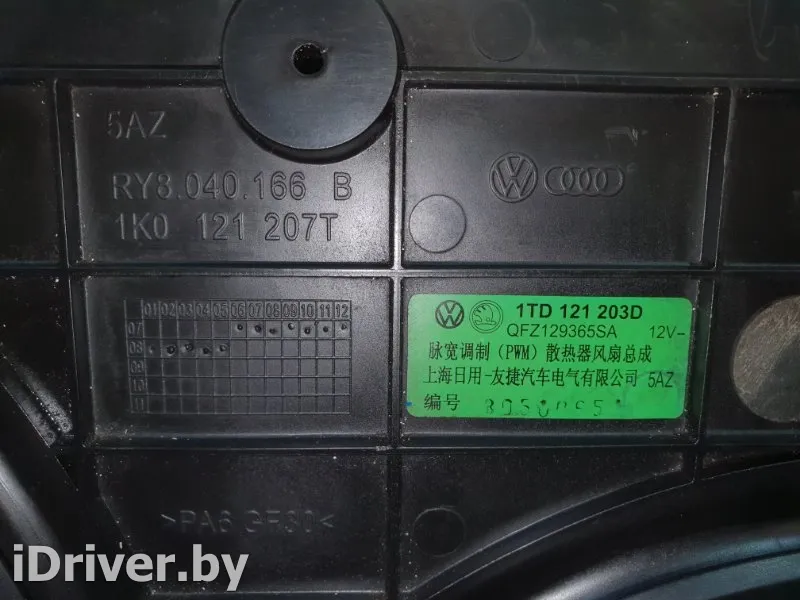 5AZ
RY8.040.166 B
1K0 121 207T
01 02 03 04 05 06 07 08 09 10 11 12
07
08
09
10
11
1TD 121 203D
QFZ129365SA 12V-
脉宽调制（PWM）散热器风扇总成
上海日用-友捷汽车电气有限公司 5AZ
编号
>PA6 GF30<
iDriver.by